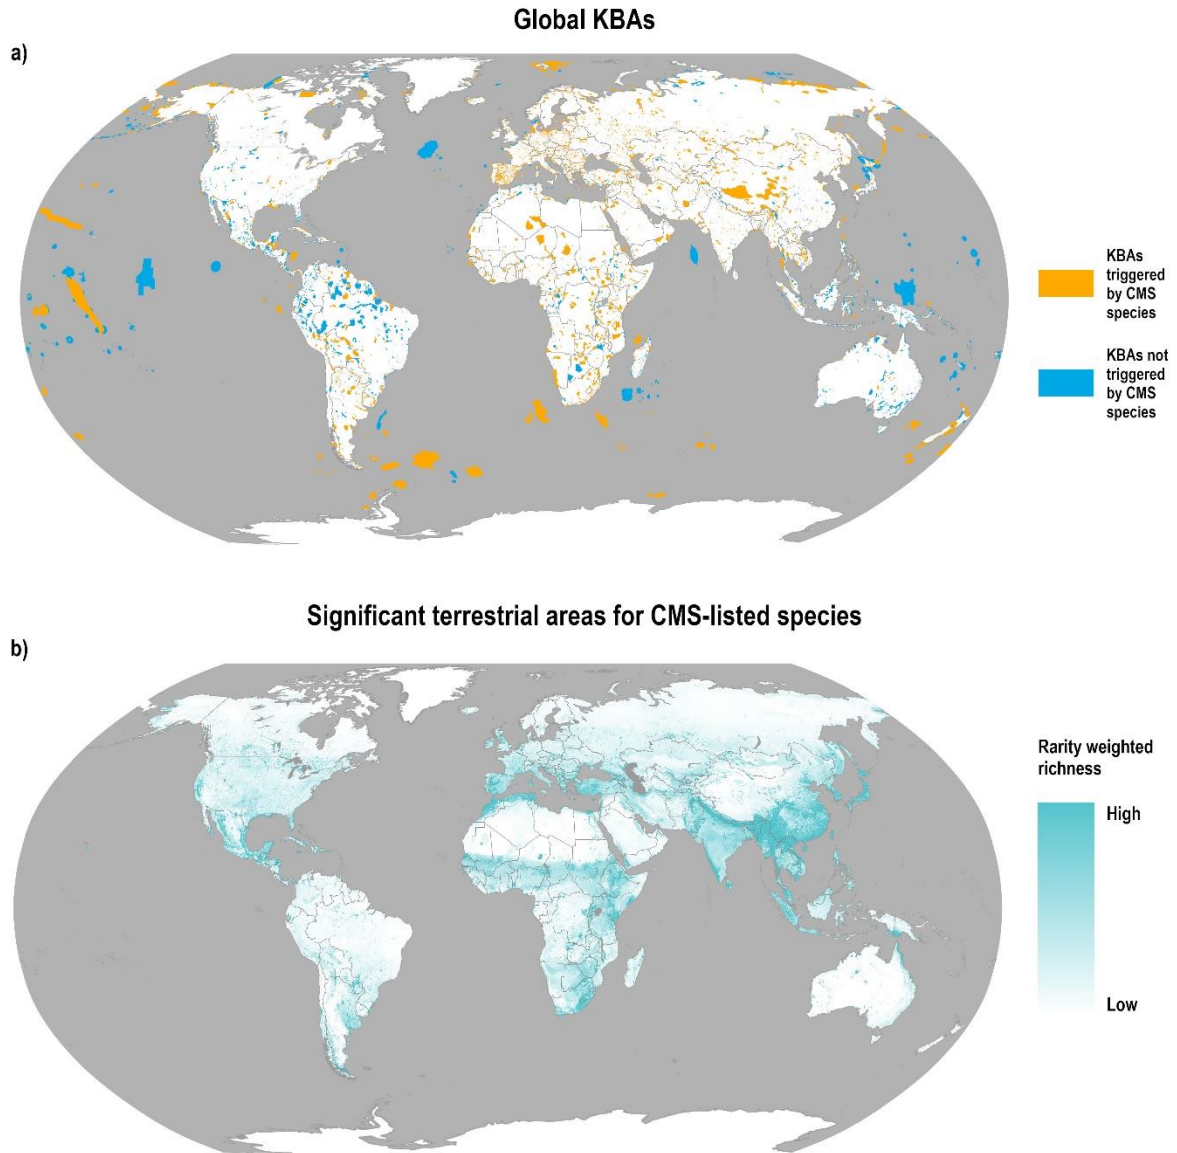 Global KBAs
a)
KBAs
triggered
by CMS
species
KBAs not
triggered
by CMS
species
Significant terrestrial areas for CMS-listed species
b)
Rarity weighted
richness
High
Low